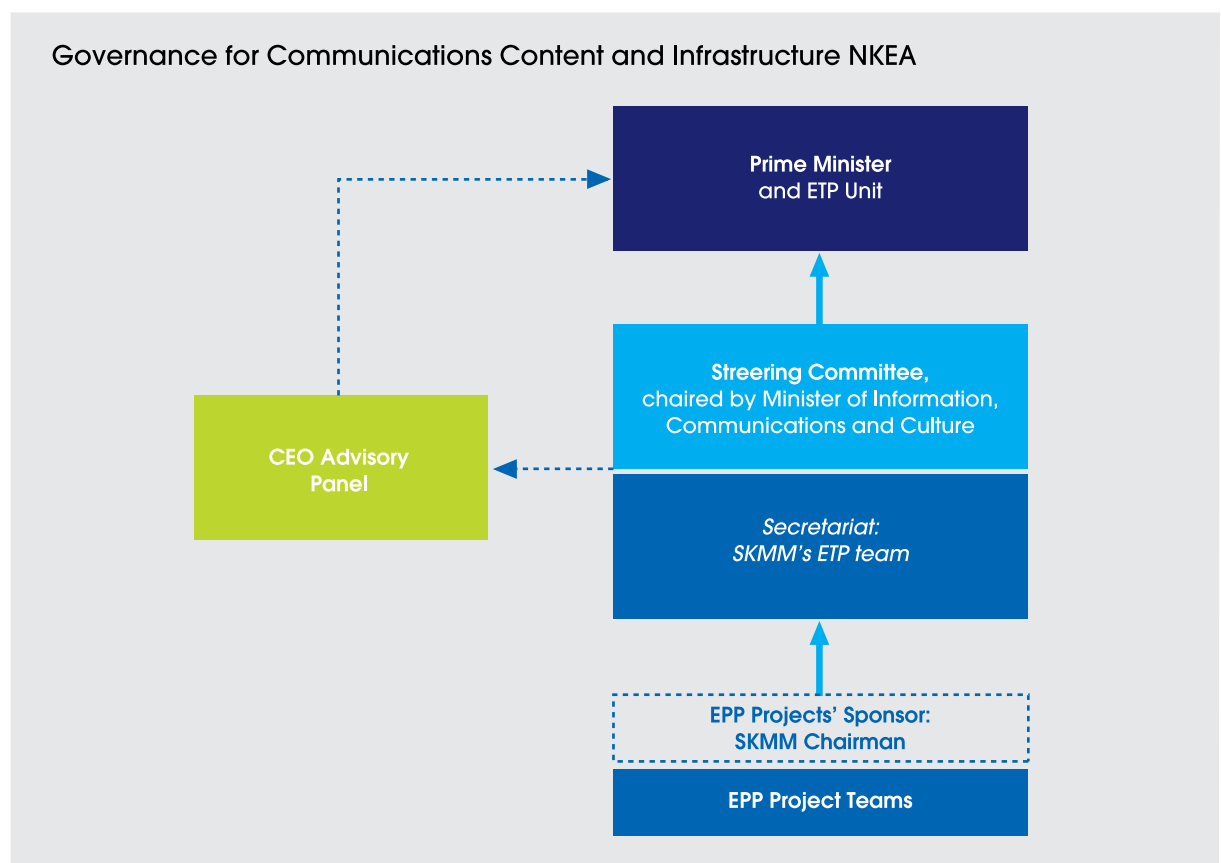 Governance for Communications Content and Infrastructure NKEA
Prime Minister
and ETP Unit
Streering Committee,
chaired by Minister of Information,
Communications and Culture
CEO Advisory
Panel
Secretariat:
SKMM's ETP team
EPP Projects' Sponsor:
SKMM Chairman
EPP Project Teams